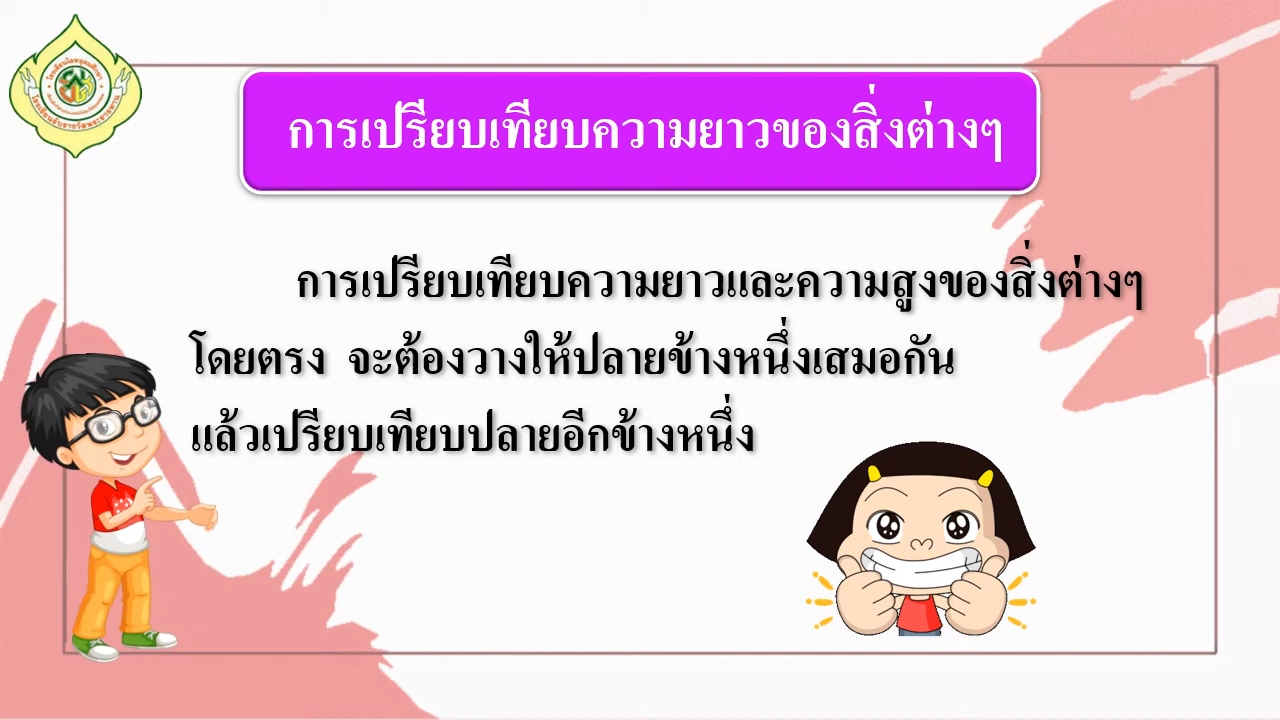 การเปรียบเทียบความยาวของสิ่งต่างๆ
การเปรียบเทียบความยาวและความสูงของสิ่งต่างๆ
โดยตรง จะต้องวางให้ปลายข้างหนึ่งเสมอกัน
แล้วเปรียบเทียบปลายอีกข้างหนึ่ง